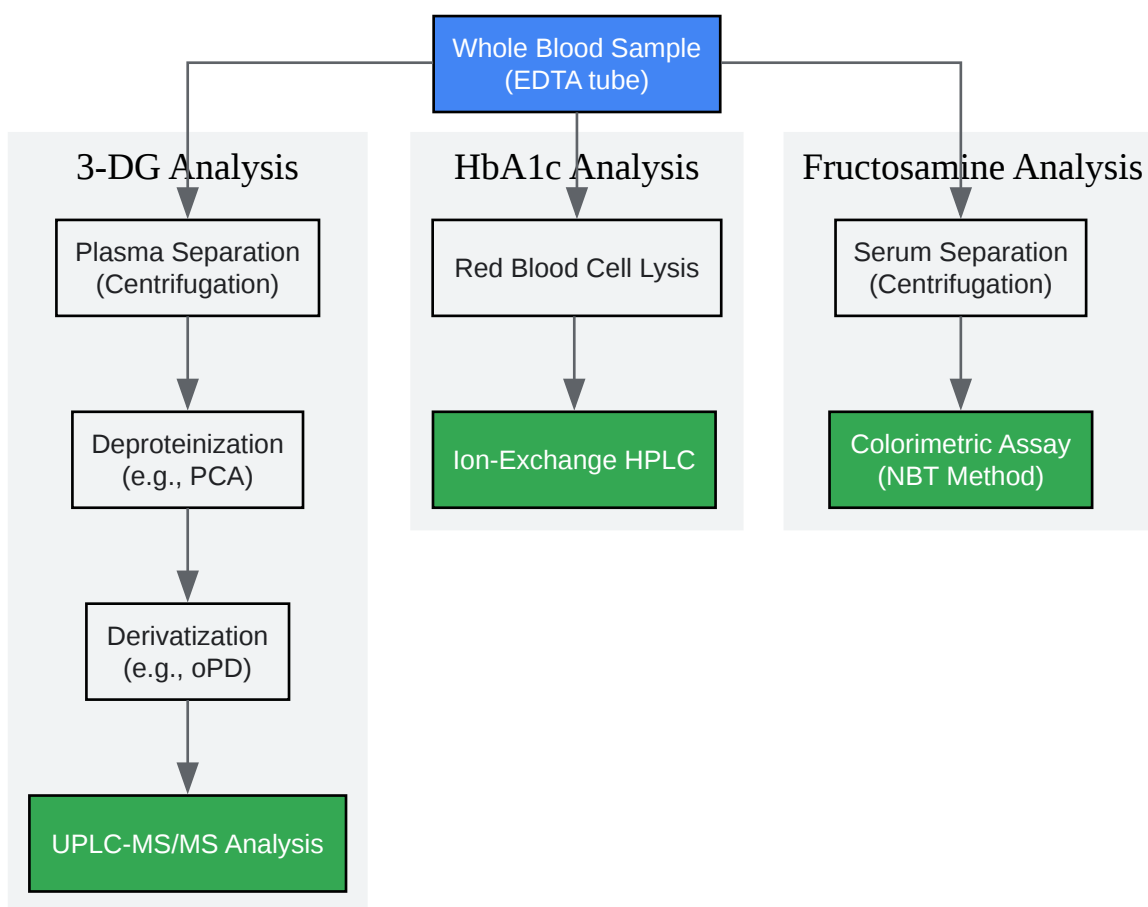 Whole Blood Sample
(EDTA tube)
3-DG Analysis
Plasma Separation
(Centrifugation)
Deproteinization
(e.g., PCA)
Derivatization
(e.g., oPD)
UPLC-MS/MS Analysis
HbA1c Analysis
Red Blood Cell Lysis
Ion-Exchange HPLC
Fructosamine Analysis
Serum Separation
(Centrifugation)
Colorimetric Assay
(NBT Method)